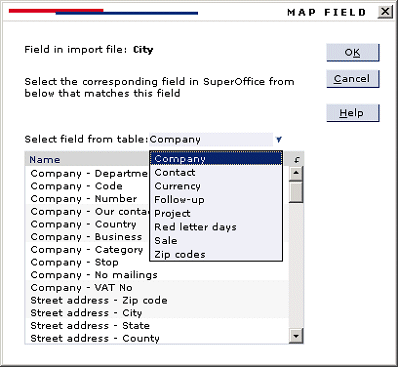 MAP FIELD
Field in import file: City
OK
Select the corresponding field in SuperOffice from
below that matches this field
Cancel
Help
Select field from table: Company
Name
Company
Contact
Currency
Follow-up
Project
Red letter days
Sale
Zip codes
Company - Departme
Company - Code
Company - Number
Company - Our conta
Company - Country
Company - Business
Company - Category
Company - Stop
Company - No mailings
Company - VAT No
Street address - Zip code
Street address - City
Street address - State
Street address - County